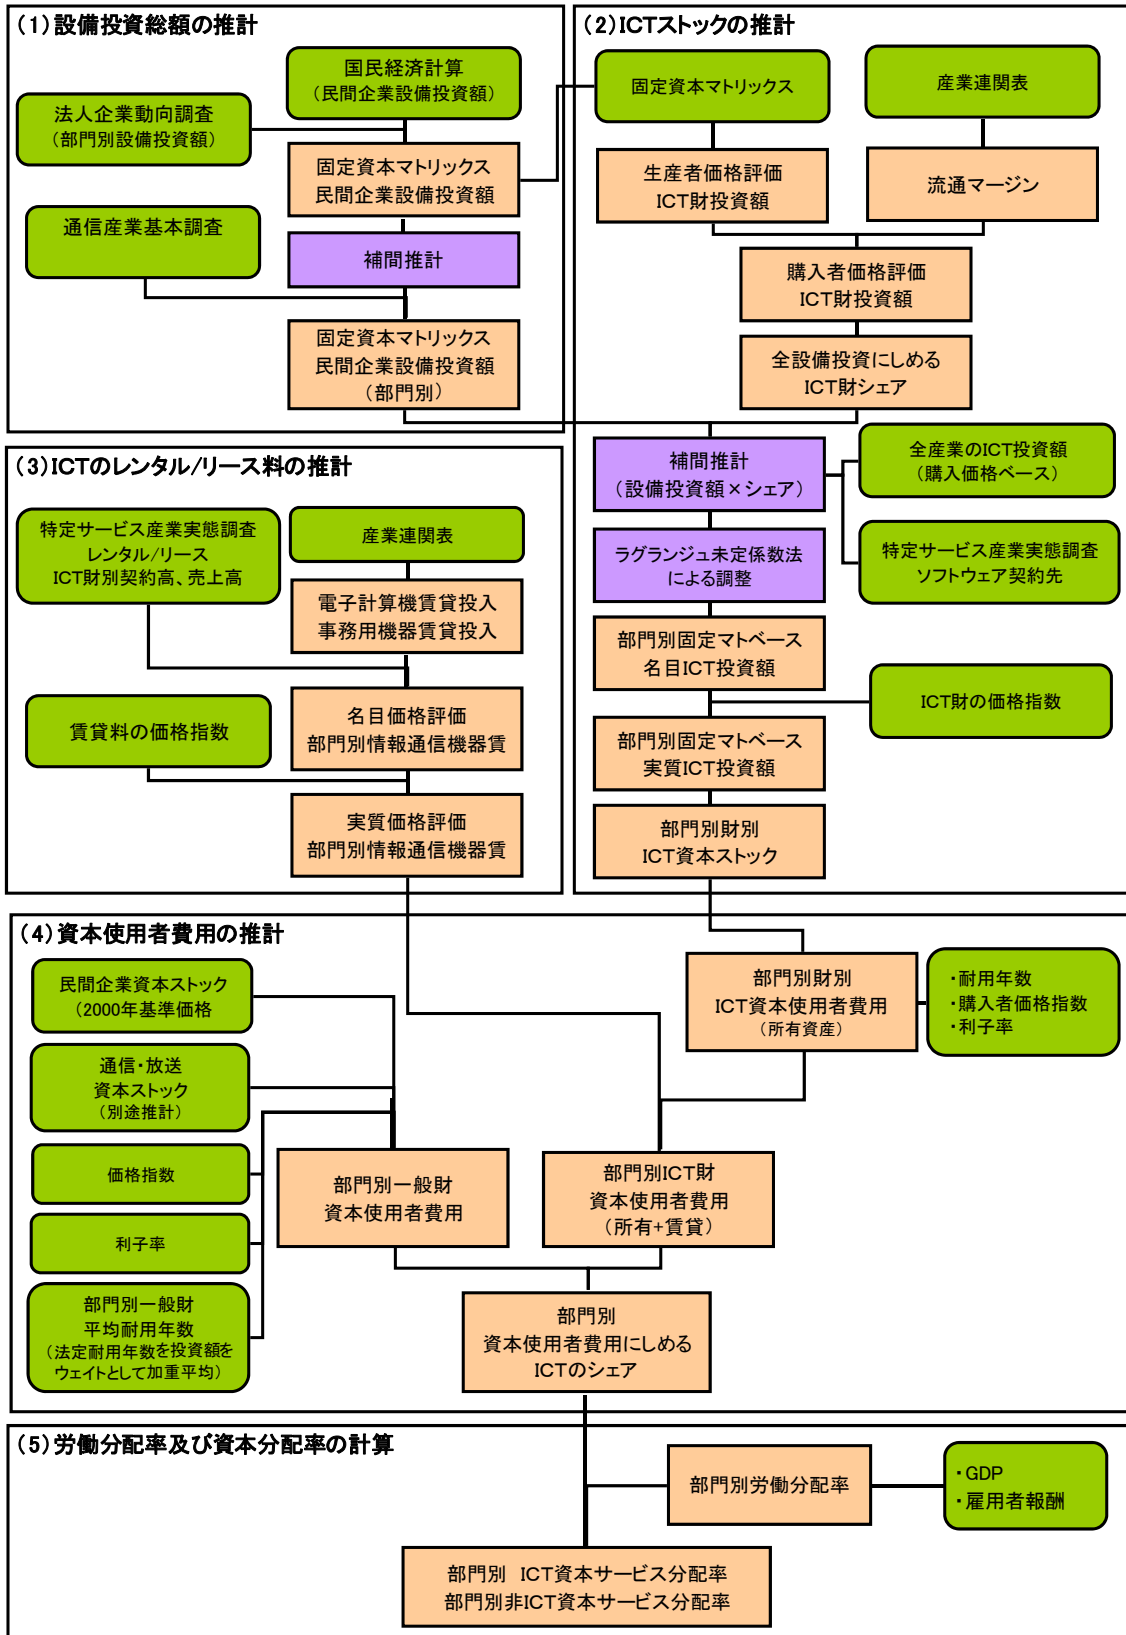 （1）設備投資総額の推計
国民経済計算
（民間企業設備投資額）
法人企業動向調査
（部門別設備投資額）
固定資本マトリックス
民間企業設備投資額
通信産業基本調査
補間推計
固定資本マトリックス
民間企業設備投資額
（部門別）
（2）ICTストックの推計
固定資本マトリックス
産業連関表
生産者価格評価
ICT財投資額
流通マージン
購入者価格評価
ICT財投資額
全設備投資にしめる
ICT財シェア
補間推計
（設備投資額×シェア）
全産業のICT投資額
（購入価格ベース）
ラグランジュ未定係数法
による調整
特定サービス産業実態調査
ソフトウェア契約先
部門別固定マトベース
名目ICT投資額
ICT財の価格指数
部門別固定マトベース
実質ICT投資額
部門別財別
ICT資本ストック
（3）ICTのレンタル/リース料の推計
特定サービス産業実態調査
レンタル/リース
ICT財別契約高、売上高
産業連関表
電子計算機賃貸投入
事務用機器賃貸投入
賃貸料の価格指数
名目価格評価
部門別情報通信機器賃
実質価格評価
部門別情報通信機器賃
（4）資本使用者費用の推計
民間企業資本ストック
（2000年基準価格
通信・放送
資本ストック
（別途推計）
価格指数
利子率
部門別一般財
平均耐用年数
（法定耐用年数を投資額を
ウェイトとして加重平均）
部門別財別
ICT資本使用者費用
（所有資産）
・耐用年数
・購入者価格指数
・利子率
部門別一般財
資本使用者費用
部門別ICT財
資本使用者費用
（所有+賃貸）
部門別
資本使用者費用にしめる
ICTのシェア
（5）労働分配率及び資本分配率の計算
部門別労働分配率
・GDP
・雇用者報酬
部門別　ICT資本サービス分配率
部門別非ICT資本サービス分配率